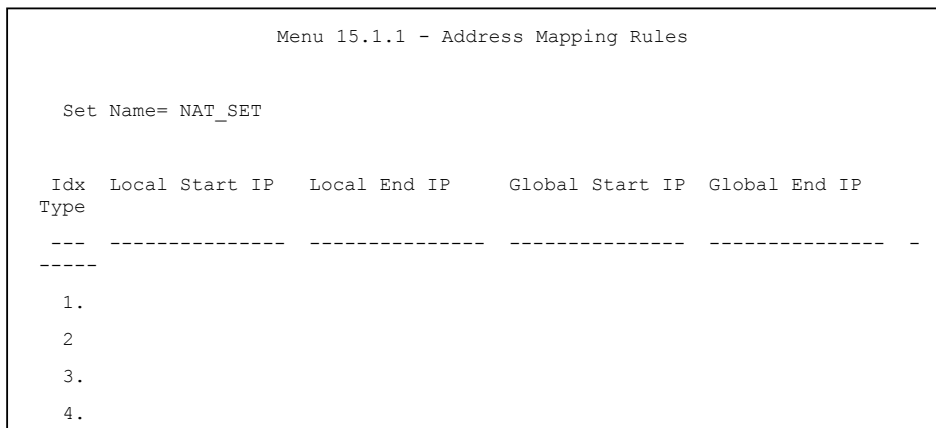 Menu 15.1.1 - Address Mapping Rules
Set Name= NAT_SET
Idx  Local Start IP   Local End IP     Global Start IP  Global End IP
Type
---  ---------------  ---------------  ---------------  ---------------  -
-----
1.
2
3.
4.